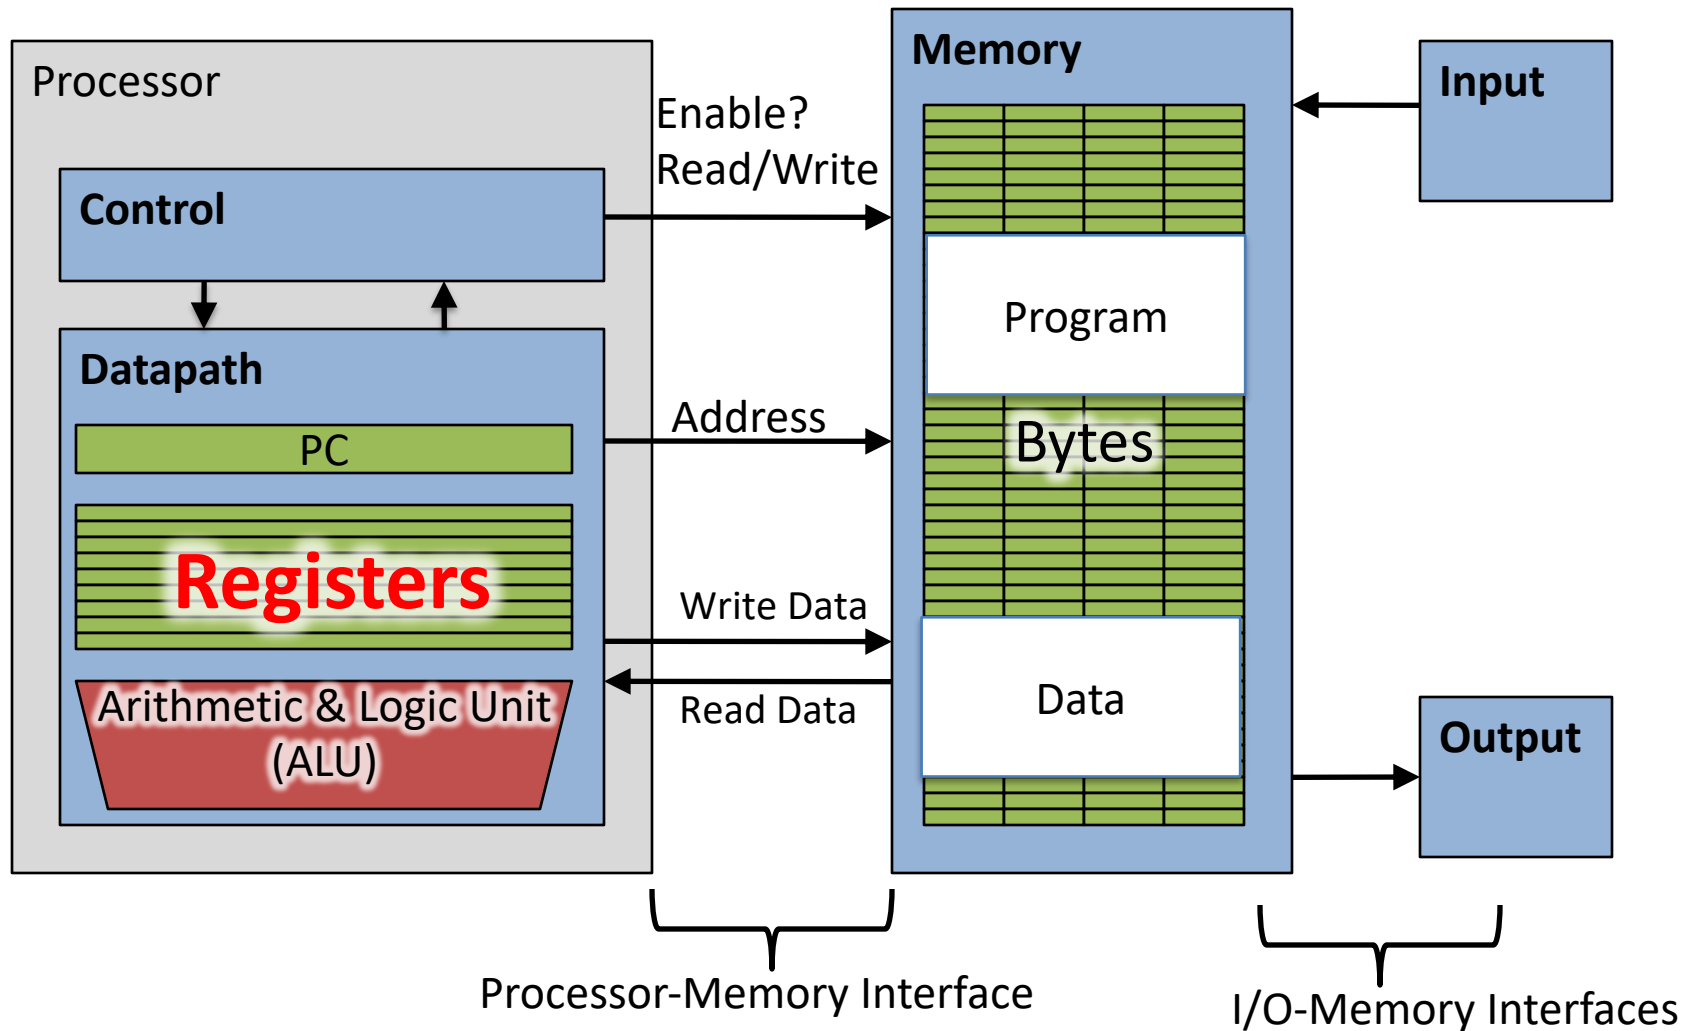 Processor
Control
Datapath
PC
Registers
Arithmetic & Logic Unit
(ALU)
Enable?
Read/Write
Address
Write Data
Read Data
Memory
Program
Bytes
Data
Input
Output
Processor-Memory Interface
I/O-Memory Interfaces